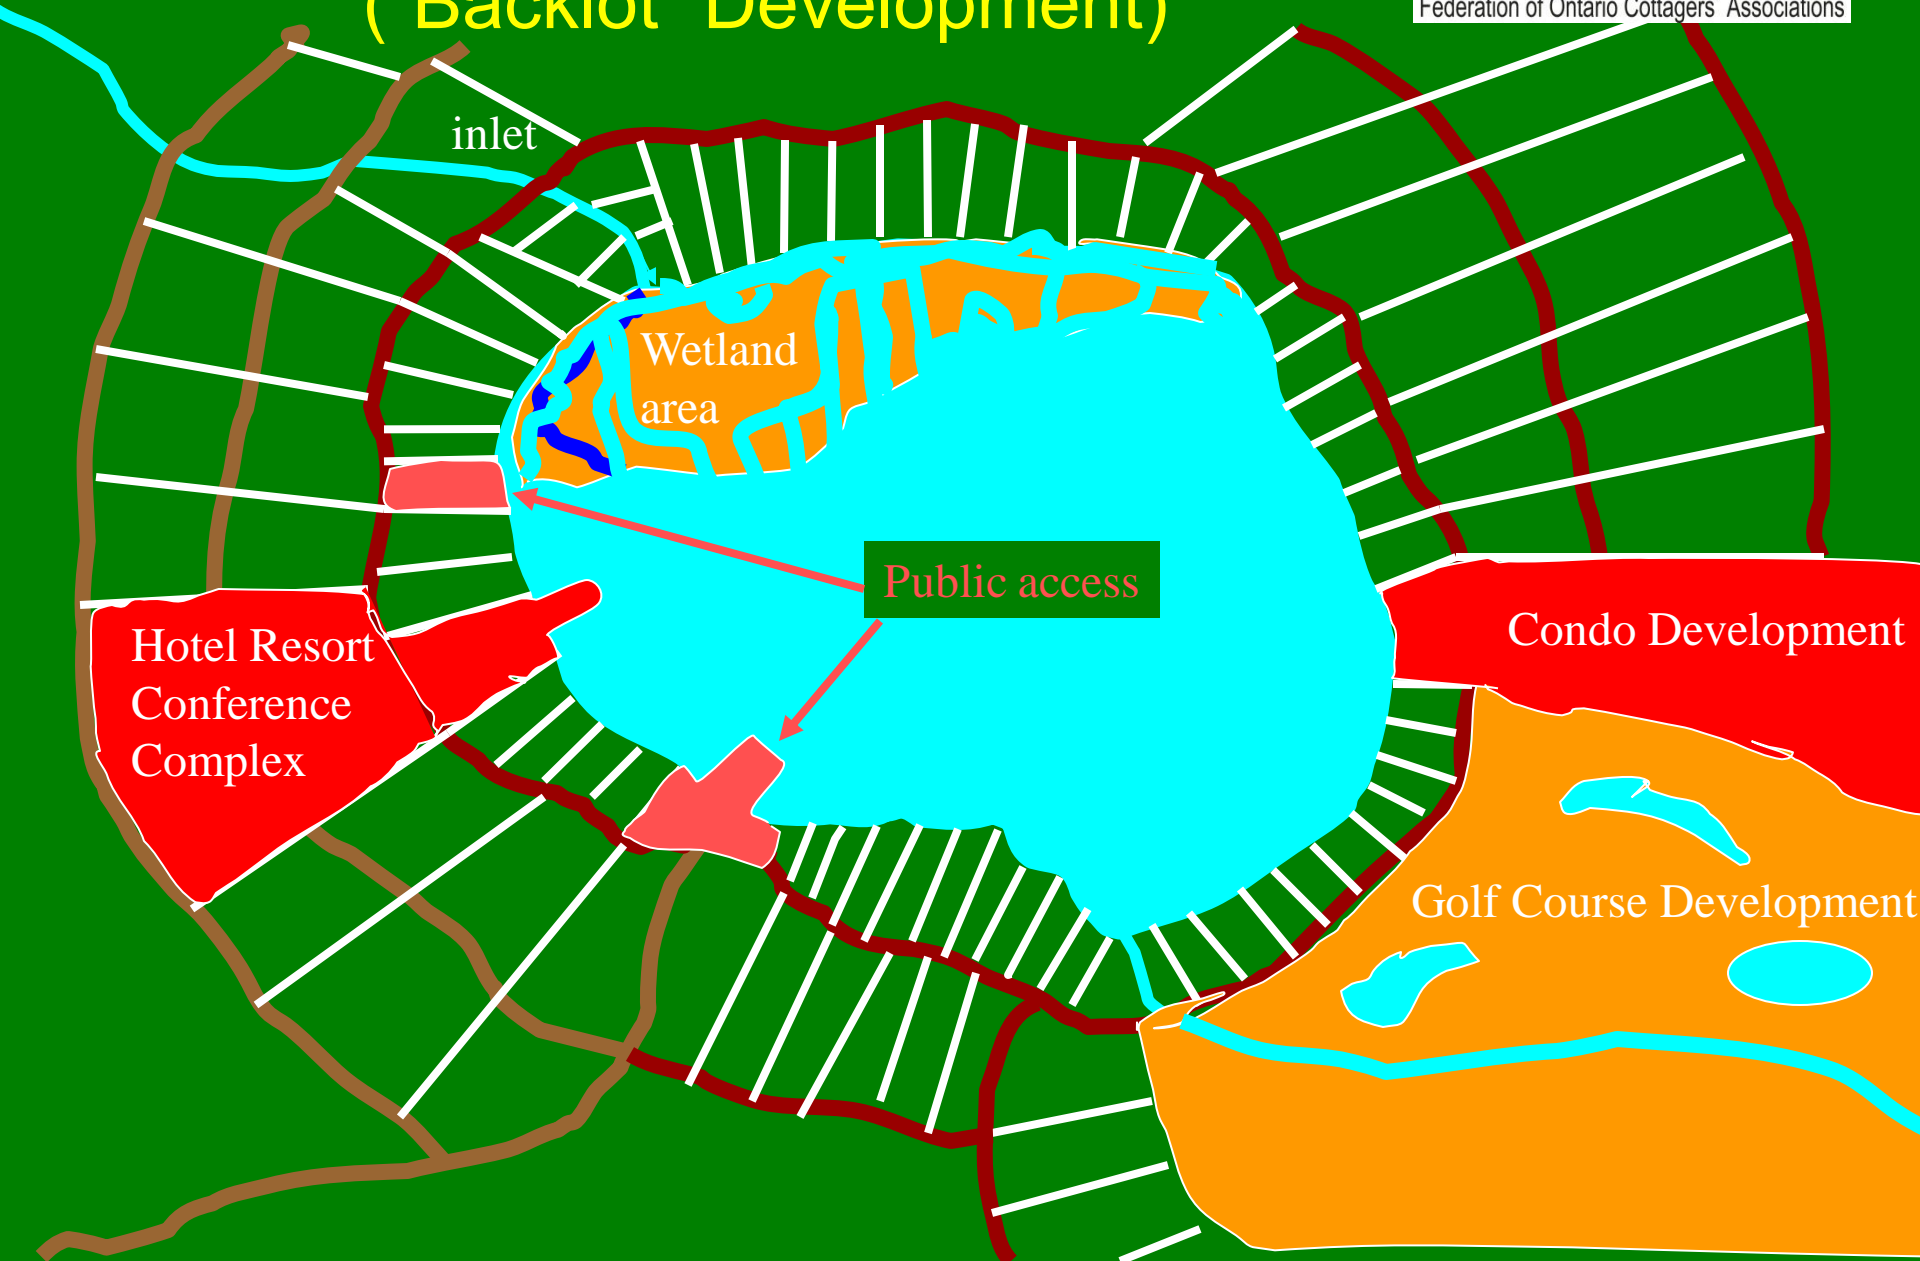 ("Backlot" Development)
Federation of Ontario Cottagers' Associations
inlet
Wetland
area
Public access
Hotel Resort
Conference
Complex
Condo Development
Golf Course Development